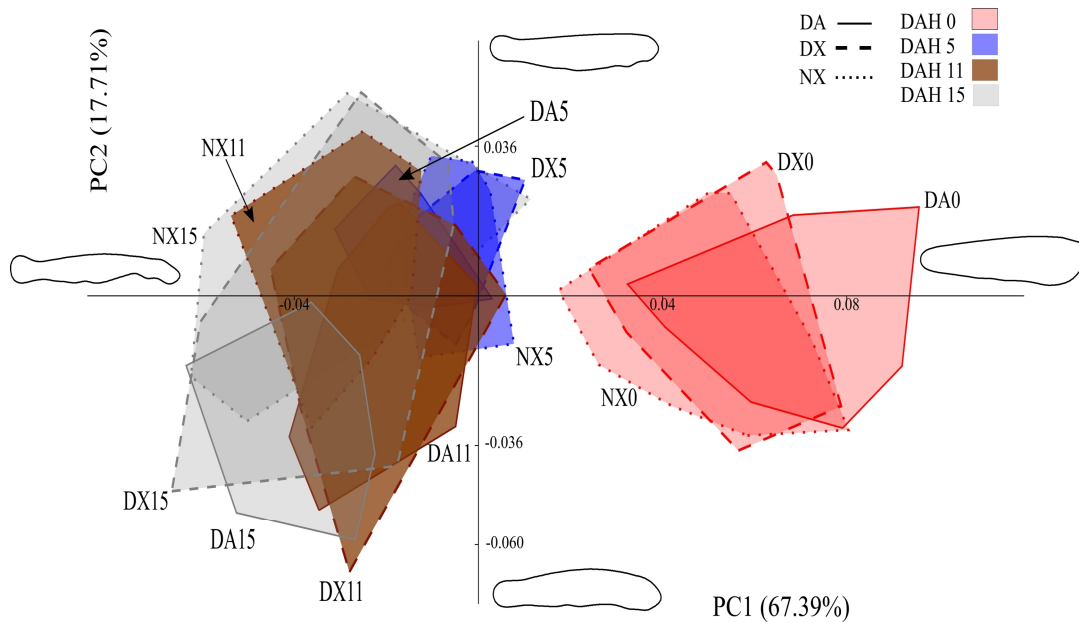 PC2 (17.71%)
DA
DX
NX
DAH 0
DAH 5
DAH 11
DAH 15
DA5
NX11
0.036
DX5
DX0
DA0
NX15
-0.04
0.04
0.08
NX5
NX0
-0.036
DA11
DX15
DA15
-0.060
DX11
PC1 (67.39%)